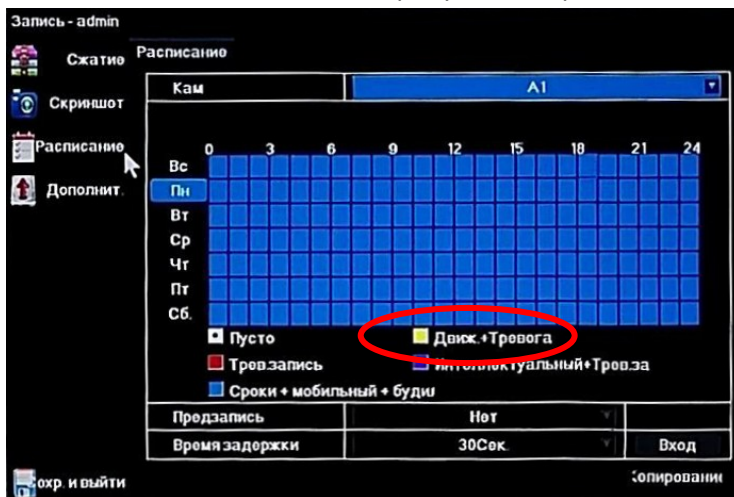 Запись - admin
Сжатие
Расписание
Кам
A1
Скриншот
Расписание
0 3 6 9 12 15 18 21 24
Вс
Дополнит.
Пн
Вт
Ср
Чт
Пт
Сб.
Пусто
Движ.+Тревога
Трев.запись
Интеллектуальный+Трев.за
Сроки + мобильный + будил
Предзапись
Нет
Время задержки
30Сек.
Вход
охр. и выйти
Копирование